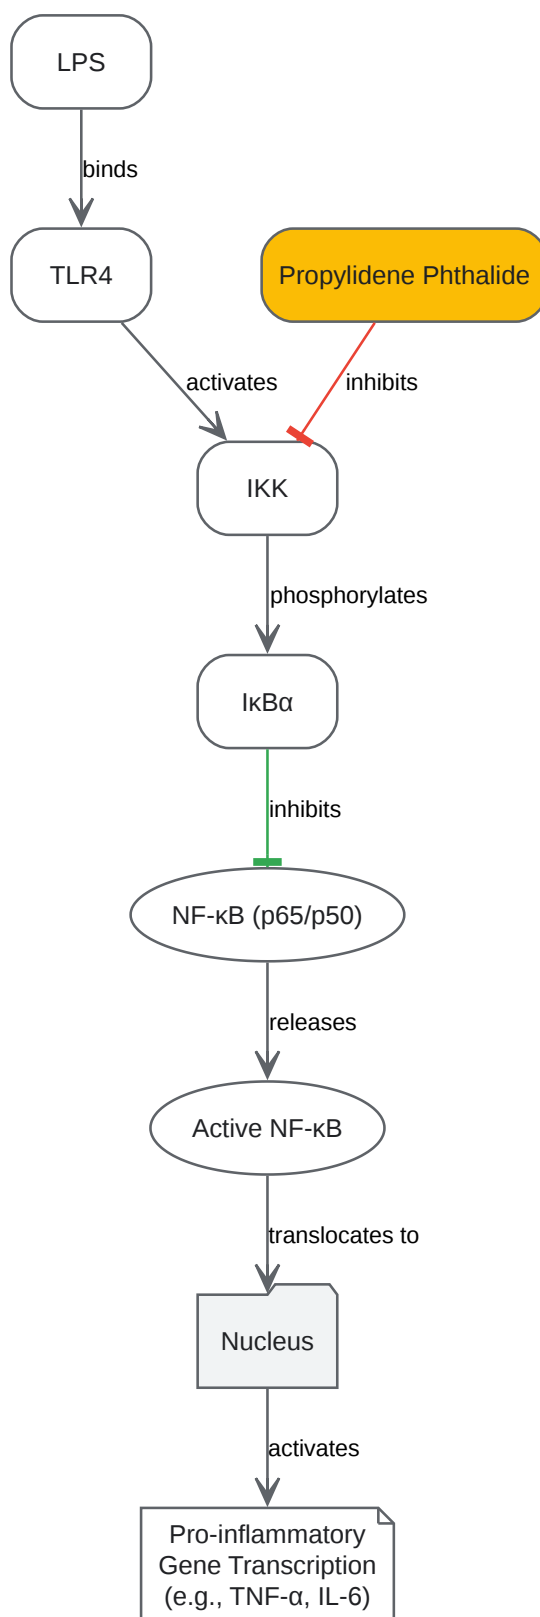 LPS
binds
TLR4
Propylidene Phthalide
activates
inhibits
IKK
phosphorylates
IκBα
inhibits
NF-κB (p65/p50)
releases
Active NF-κB
translocates to
Nucleus
activates
Pro-inflammatory
Gene Transcription
(e.g., TNF-α, IL-6)